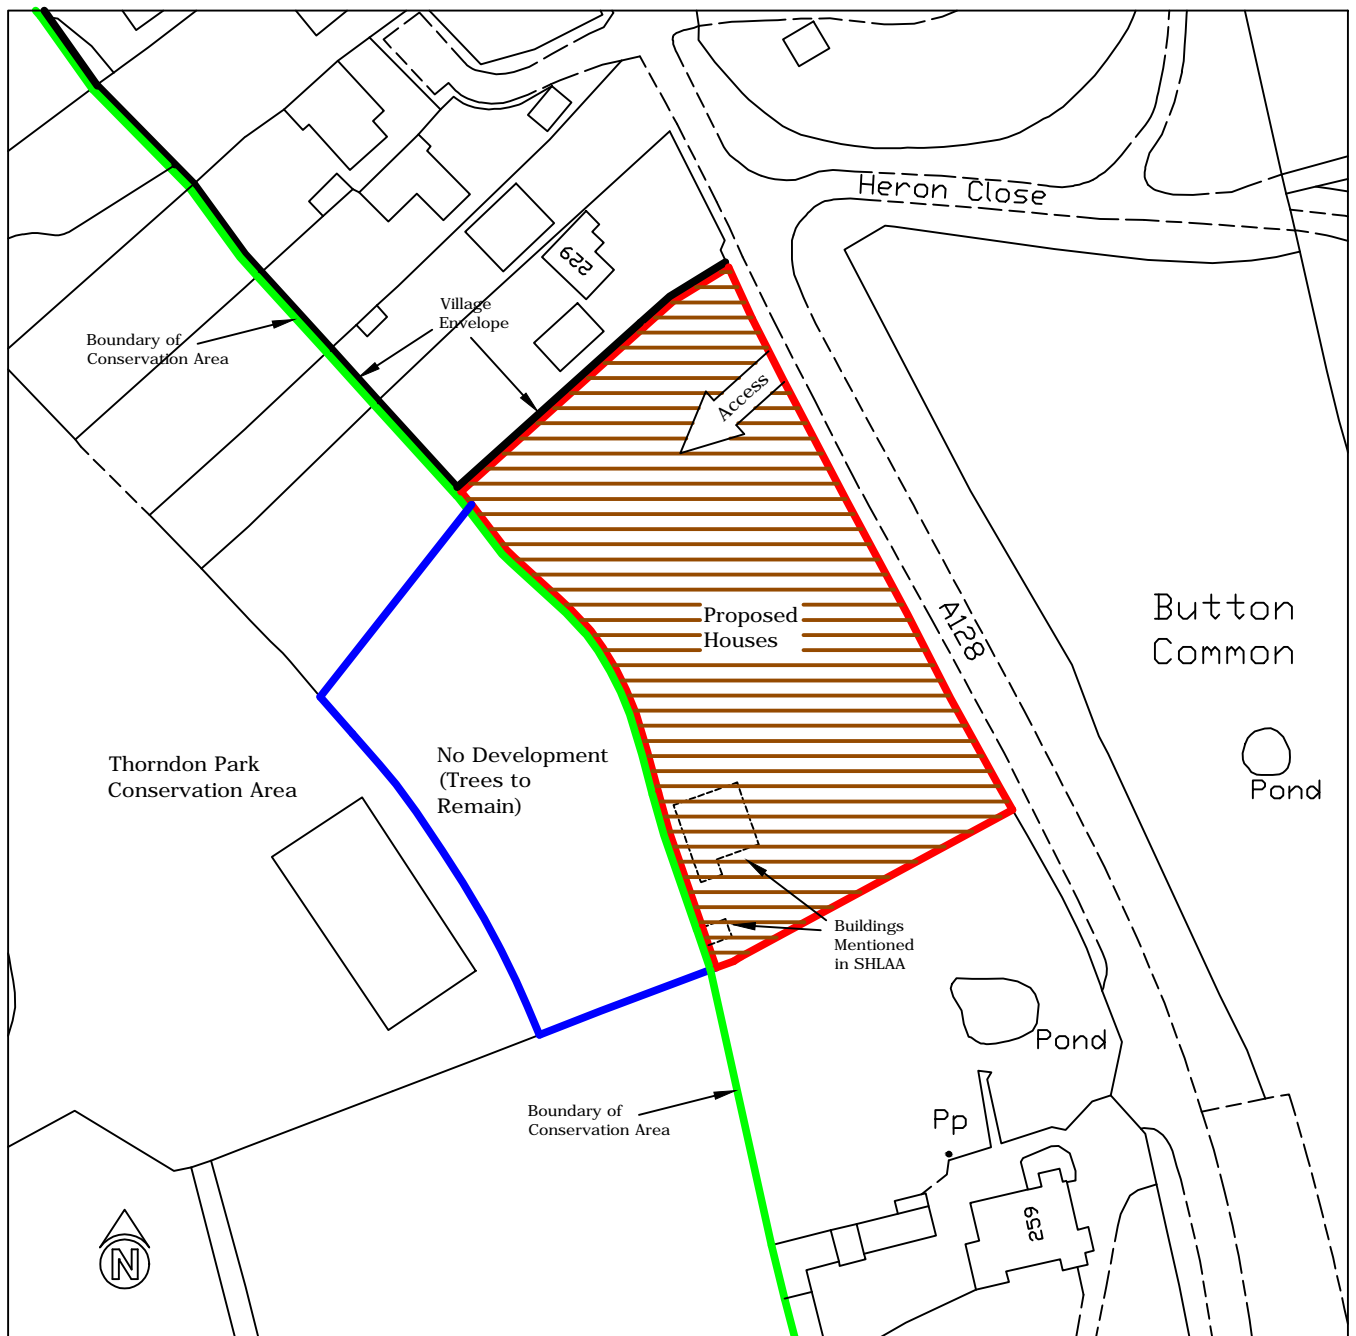 Heron Close
559
Village
Envelope
Boundary of
Conservation Area
Access
Proposed
Houses
A128
Button
Common
Pond
Thorndon Park
Conservation Area
No Development
(Trees to
Remain)
Buildings
Mentioned
in SHLAA
Pond
Boundary of
Conservation Area
Pp
259
N